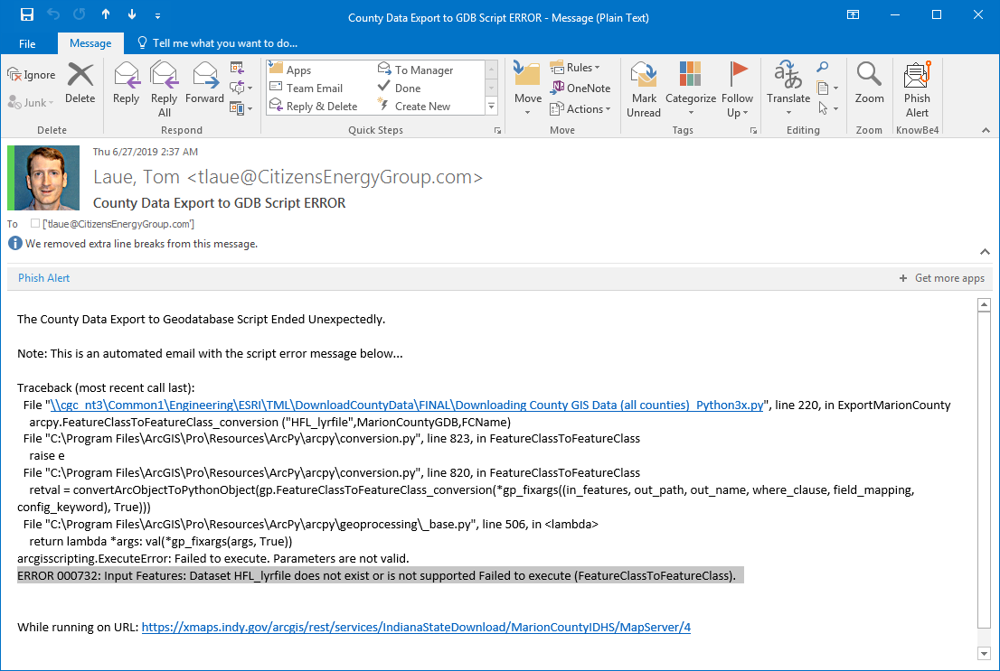 County Data Export to GDB Script ERROR - Message (Plain Text)
File
Message
Tell me what you want to do...
Ignore
Junk
Delete
Delete
Reply
Reply All
Forward
Respond
Apps
Team Email
Reply & Delete
To Manager
Done
Create New
Quick Steps
Move
Rules
OneNote
Actions
Move
Mark Unread
Categorize
Follow Up
Tags
Translate
Editing
Zoom
Zoom
Phish Alert
KnowBe4
Thu 6/27/2019 2:37 AM
Laue, Tom <tlaue@CitizensEnergyGroup.com>
County Data Export to GDB Script ERROR
To ['tlaue@CitizensEnergyGroup.com']
We removed extra line breaks from this message.
Phish Alert
+ Get more apps
The County Data Export to Geodatabase Script Ended Unexpectedly.
Note: This is an automated email with the script error message below...
Traceback (most recent call last):
File "\\cgc_nt3\Common1\Engineering\ESRI\TML\DownloadCountyData\FINAL\Downloading County GIS Data (all counties)_Python3x.py", line 220, in ExportMarionCounty
arcpy.FeatureClassToFeatureClass_conversion ("HFL_lyrfile",MarionCountyGDB,FCName)
File "C:\Program Files\ArcGIS\Pro\Resources\ArcPy\arcpy\conversion.py", line 823, in FeatureClassToFeatureClass
raise e
File "C:\Program Files\ArcGIS\Pro\Resources\ArcPy\arcpy\conversion.py", line 820, in FeatureClassToFeatureClass
retval = convertArcObjectToPythonObject(gp.FeatureClassToFeatureClass_conversion(*gp_fixargs((in_features, out_path, out_name, where_clause, field_mapping,
config_keyword), True)))
File "C:\Program Files\ArcGIS\Pro\Resources\ArcPy\arcpy\geoprocessing\_base.py", line 506, in <lambda>
return lambda *args: val(*gp_fixargs(args, True))
arcgisscripting.ExecuteError: Failed to execute. Parameters are not valid.
ERROR 000732: Input Features: Dataset HFL_lyrfile does not exist or is not supported Failed to execute (FeatureClassToFeatureClass).
While running on URL: https://xmaps.indy.gov/arcgis/rest/services/IndianaStateDownload/MarionCountyIDHS/MapServer/4